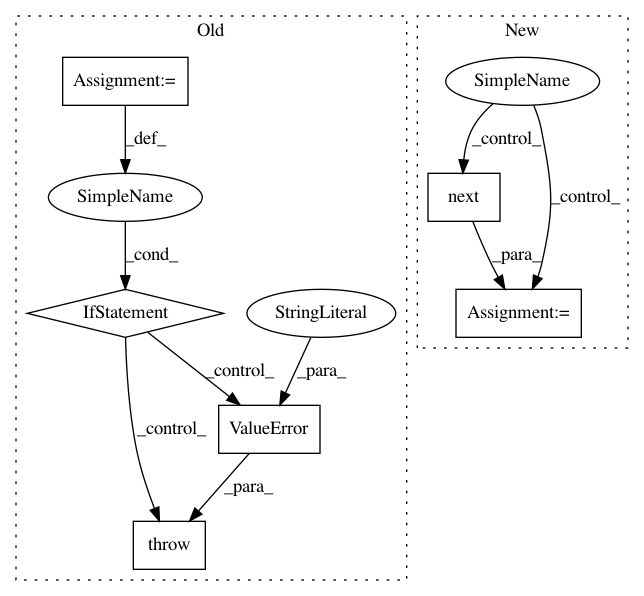 Old
New
Assignment:=
SimpleName
_def_
_control_
SimpleName
next
_control_
_cond_
_para_
IfStatement
StringLiteral
Assignment:=
_control_
_para_
_control_
ValueError
_para_
throw